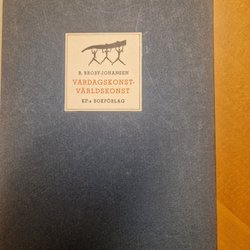 R. BROBY-JOHANSEN
VARDAGSKONST-
VÄRLDSKONST
KF:s BOKFÖRLAG